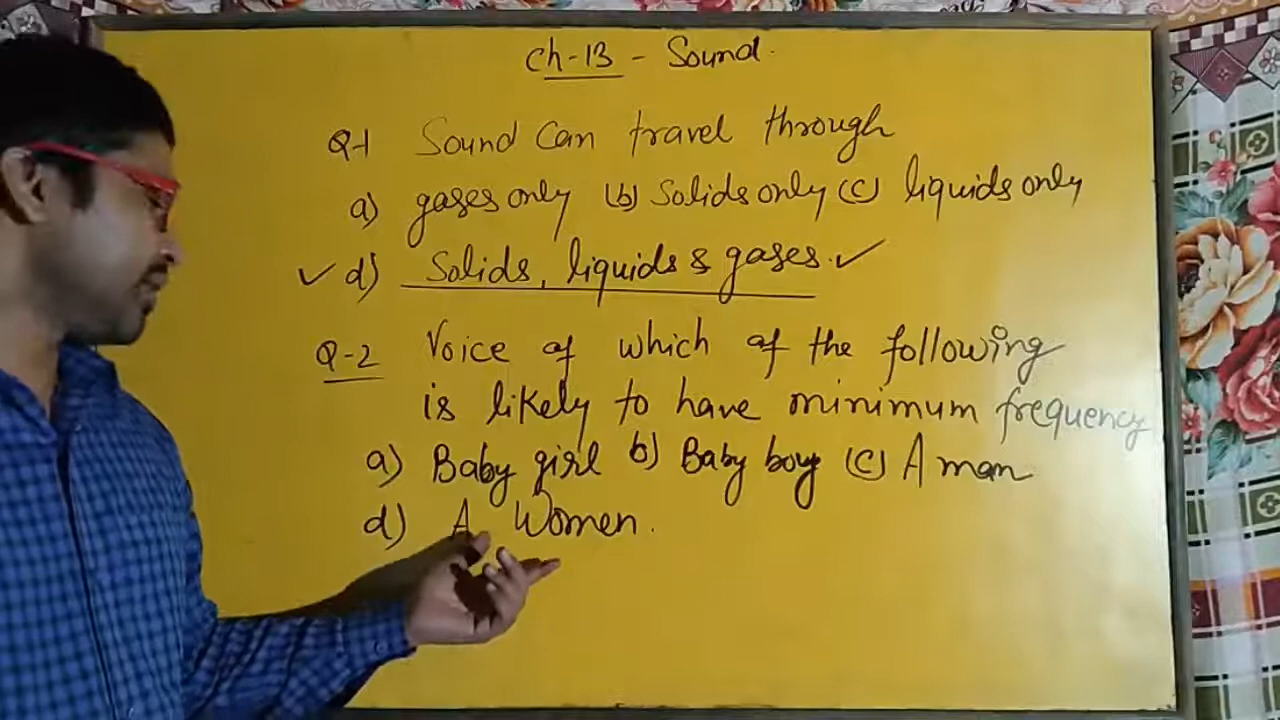 Ch-13 - Sound.
Q-1 Sound Can travel through
a) gases only (b) Solids only (c) liquids only
✓ d) Solids, liquids & gases. ✓
Q-2 Voice of which of the following
is likely to have minimum frequency
a) Baby girl b) Baby boy (c) A man
d) A Women.